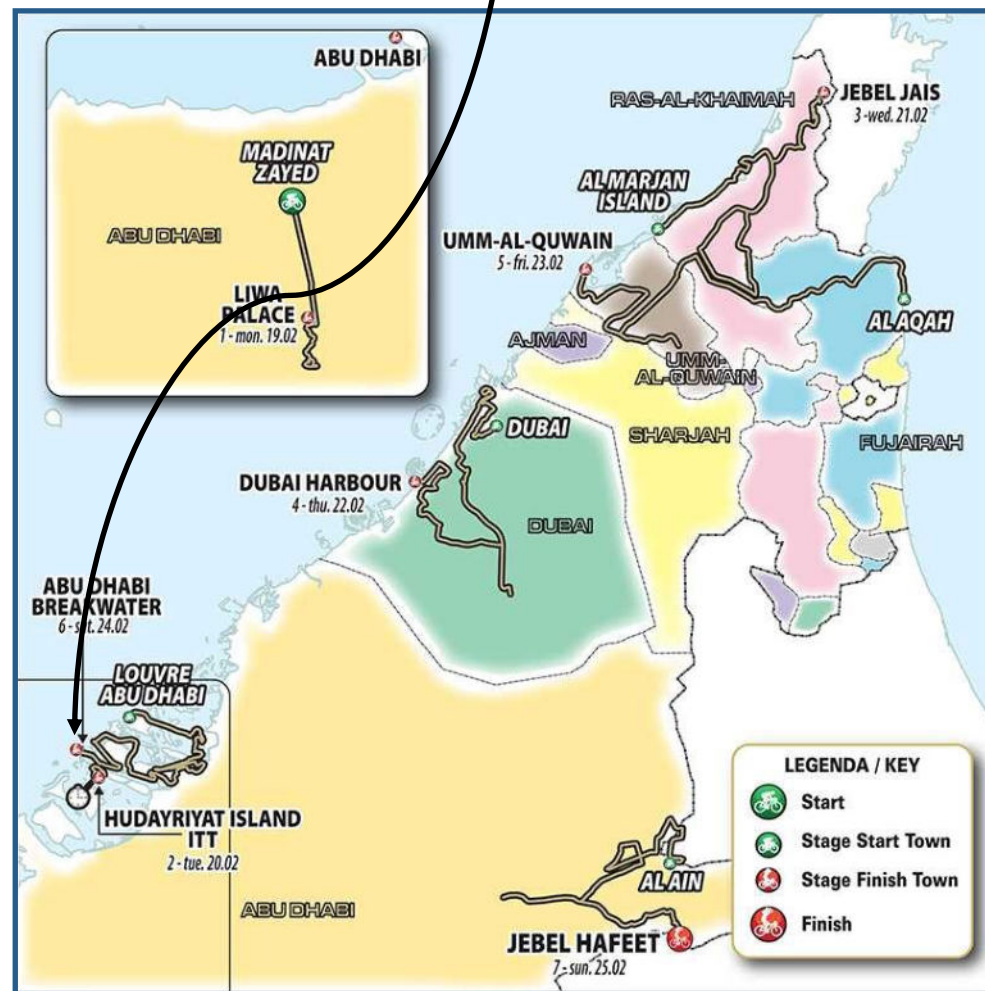 ABU DHABI
MADINAT
ZAYED
ABU DHABI
LIWA
PALACE
1 - mon. 19.02
RAS-AL-KHAIMAH
JEBEL JAIS
3 -wed. 21.02
AL MARJAN
ISLAND
UMM-AL-QUWAIN
5 - fri. 23.02
AL AQAH
AJMAN
UMM-
AL-QUWAIN
DUBAI
SHARJAH
FUJAIRAH
DUBAI HARBOUR
4 - thu. 22.02
DUBAI
ABU DHABI
BREAKWATER
6 - sat. 24.02
LOUVRE
ABU DHABI
HUDAYRIYAT ISLAND
ITT
2 - tue. 20.02
ABU DHABI
AL AIN
JEBEL HAFEET
7 - sun. 25.02
LEGENDA / KEY
Start
Stage Start Town
Stage Finish Town
Finish